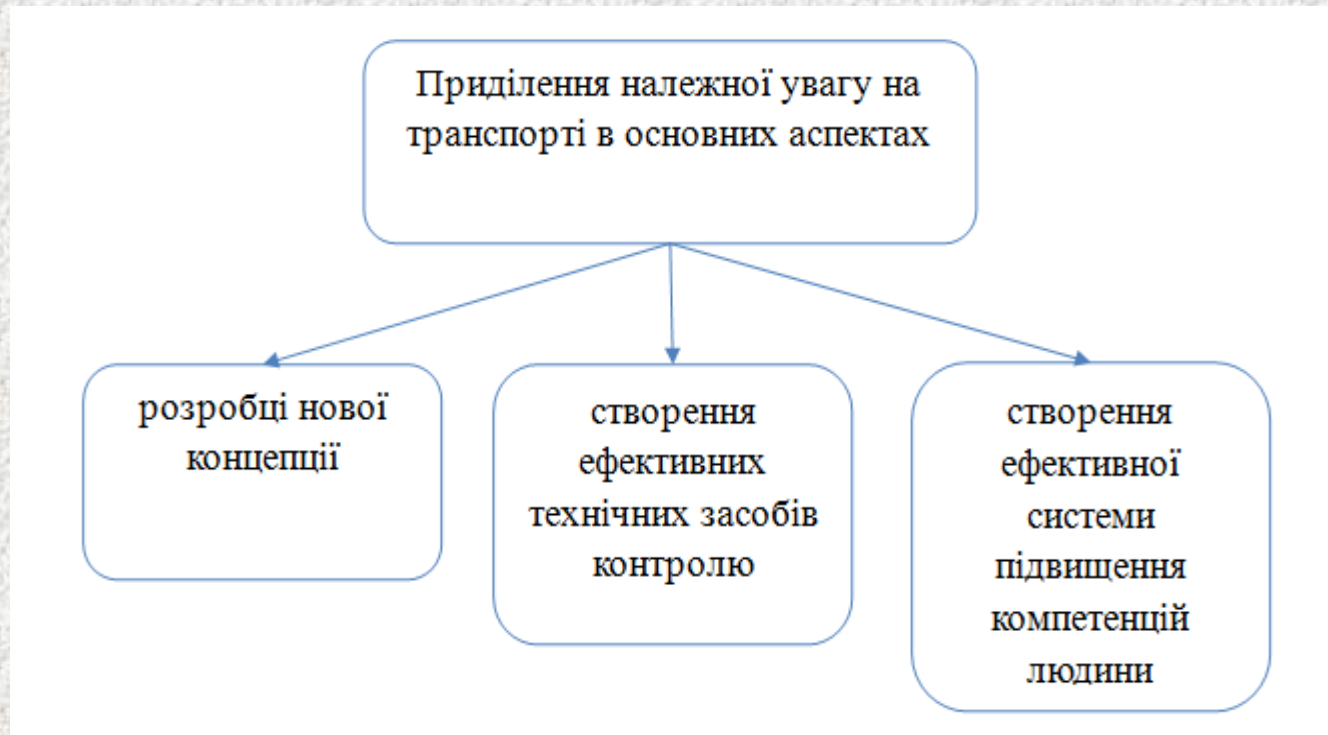 Приділення належної увагу на
транспорті в основних аспектах
розробці нової
концепції
створення
ефективних
технічних засобів
контролю
створення
ефективної
системи
підвищення
компетенцій
людини